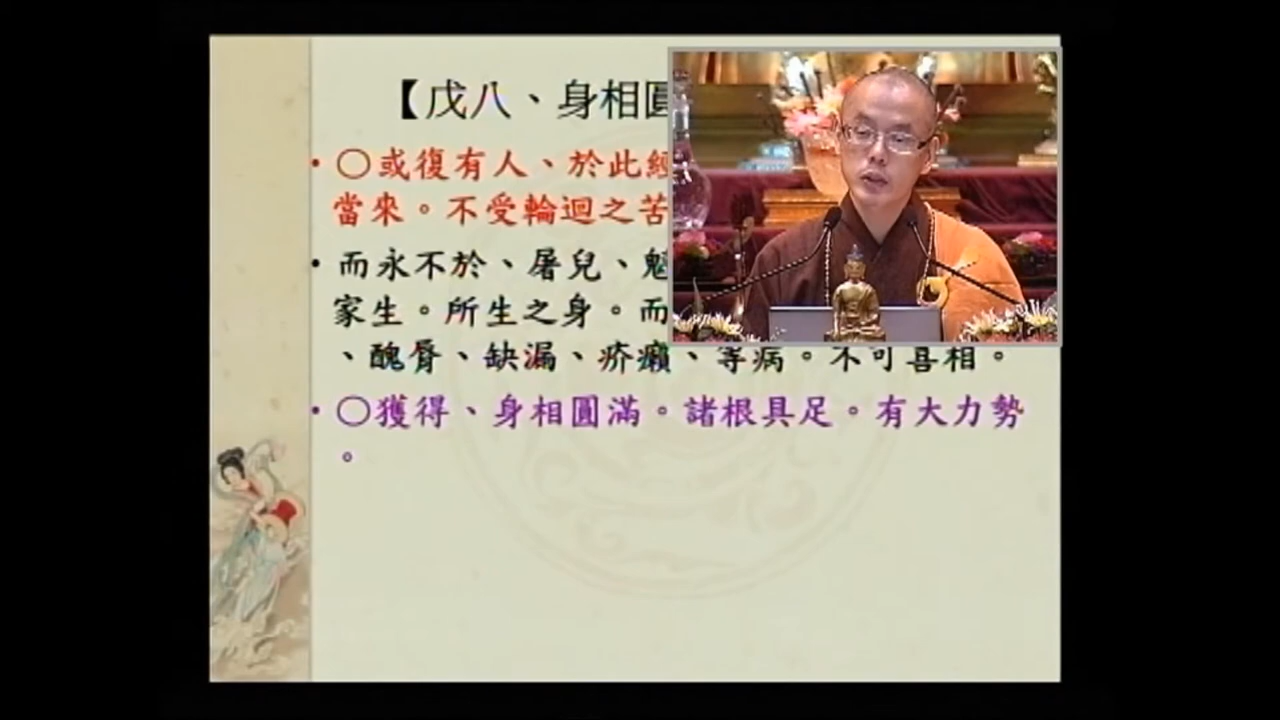 【戊八、身相圓
• 〇或復有人、於此經
當來。不受輪迴之苦
• 而永不於、屠兒、魁
家生。所生之身。而
、醜脣、缺漏、疥癩、等病。不可喜相。
• 〇獲得、身相圓滿。諸根具足。有大力勢
。